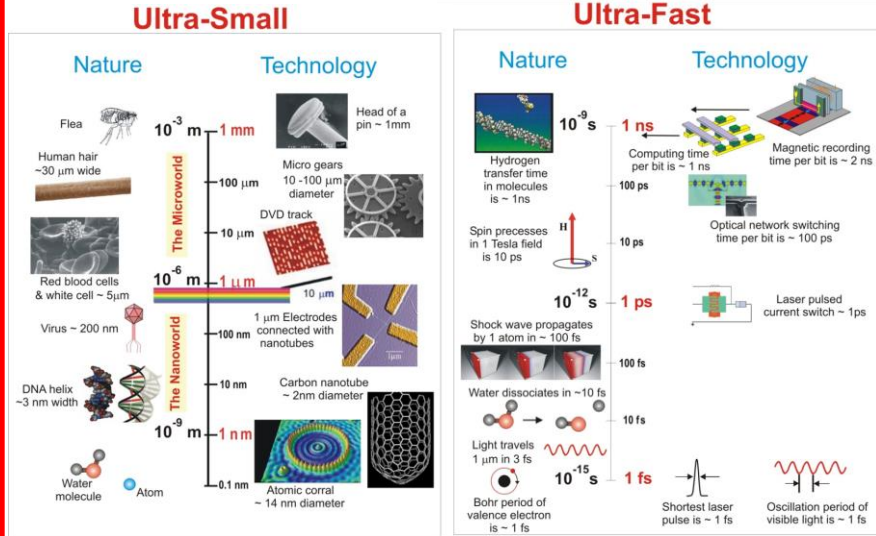 Ultra-Small
Nature
Technology
Flea
10⁻³ m
1 mm
Head of a
pin ~ 1mm
Human hair
~30 μm wide
The Microworld
100 μm
Micro gears
10 -100 μm
diameter
DVD track
10 μm
Red blood cells
& white cell ~ 5μm
10⁻⁶ m
1 μm
10 μm
Virus ~ 200 nm
1 μm Electrodes
connected with
nanotubes
1μm
The Nanoworld
100 nm
DNA helix
~3 nm width
10 nm
Carbon nanotube
~ 2nm diameter
10⁻⁹ m
1 nm
Water
molecule
Atom
0.1 nm
Atomic corral
~ 14 nm diameter
Ultra-Fast
Nature
Technology
10⁻⁹ s
1 ns
Hydrogen
transfer time
in molecules
is ~ 1ns
Computing time
per bit is ~ 1 ns
Magnetic recording
time per bit is ~ 2 ns
100 ps
Optical network switching
time per bit is ~ 100 ps
H
S
Spin precesses
in 1 Tesla field
is 10 ps
10 ps
10⁻¹² s
1 ps
Laser pulsed
current switch ~ 1ps
Shock wave propagates
by 1 atom in ~ 100 fs
100 fs
Water dissociates in ~10 fs
10 fs
Light travels
1 μm in 3 fs
10⁻¹⁵ s
1 fs
Bohr period of
valence electron
is ~ 1 fs
Shortest laser
pulse is ~ 1 fs
Oscillation period of
visible light is ~ 1 fs